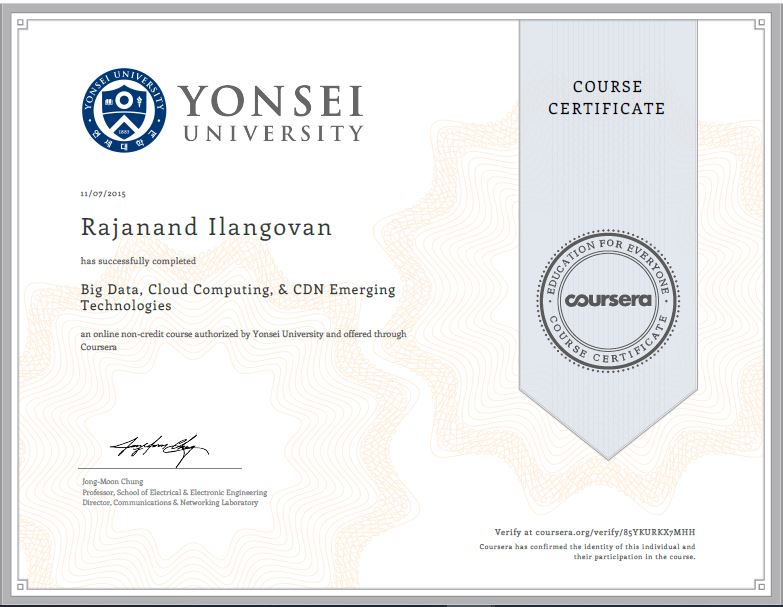 YONSEI UNIVERSITY
연세대학교
1885
YONSEI
UNIVERSITY
COURSE
CERTIFICATE
11/07/2015
Rajanand Ilangovan
has successfully completed
Big Data, Cloud Computing, & CDN Emerging
Technologies
an online non-credit course authorized by Yonsei University and offered through
Coursera
EDUCATION FOR EVERYONE
coursera
COURSE CERTIFICATE
Jong-Moon Chung
Professor, School of Electrical & Electronic Engineering
Director, Communications & Networking Laboratory
Verify at coursera.org/verify/85YKURKX7MHH
Coursera has confirmed the identity of this individual and
their participation in the course.